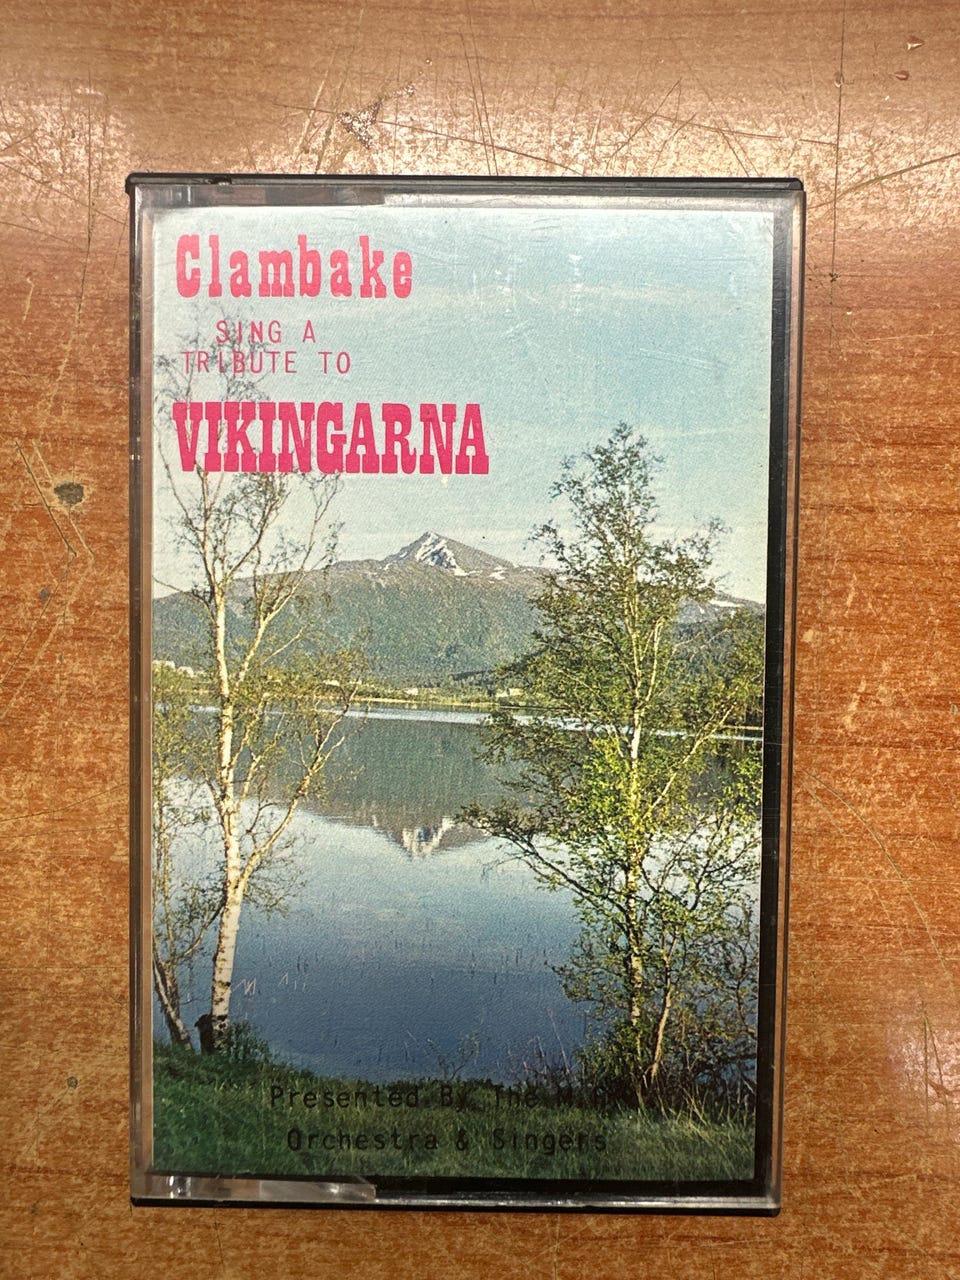 Clambake
SING A
TRIBUTE TO
VIKINGARNA
Presented By The
Orchestra & Singers